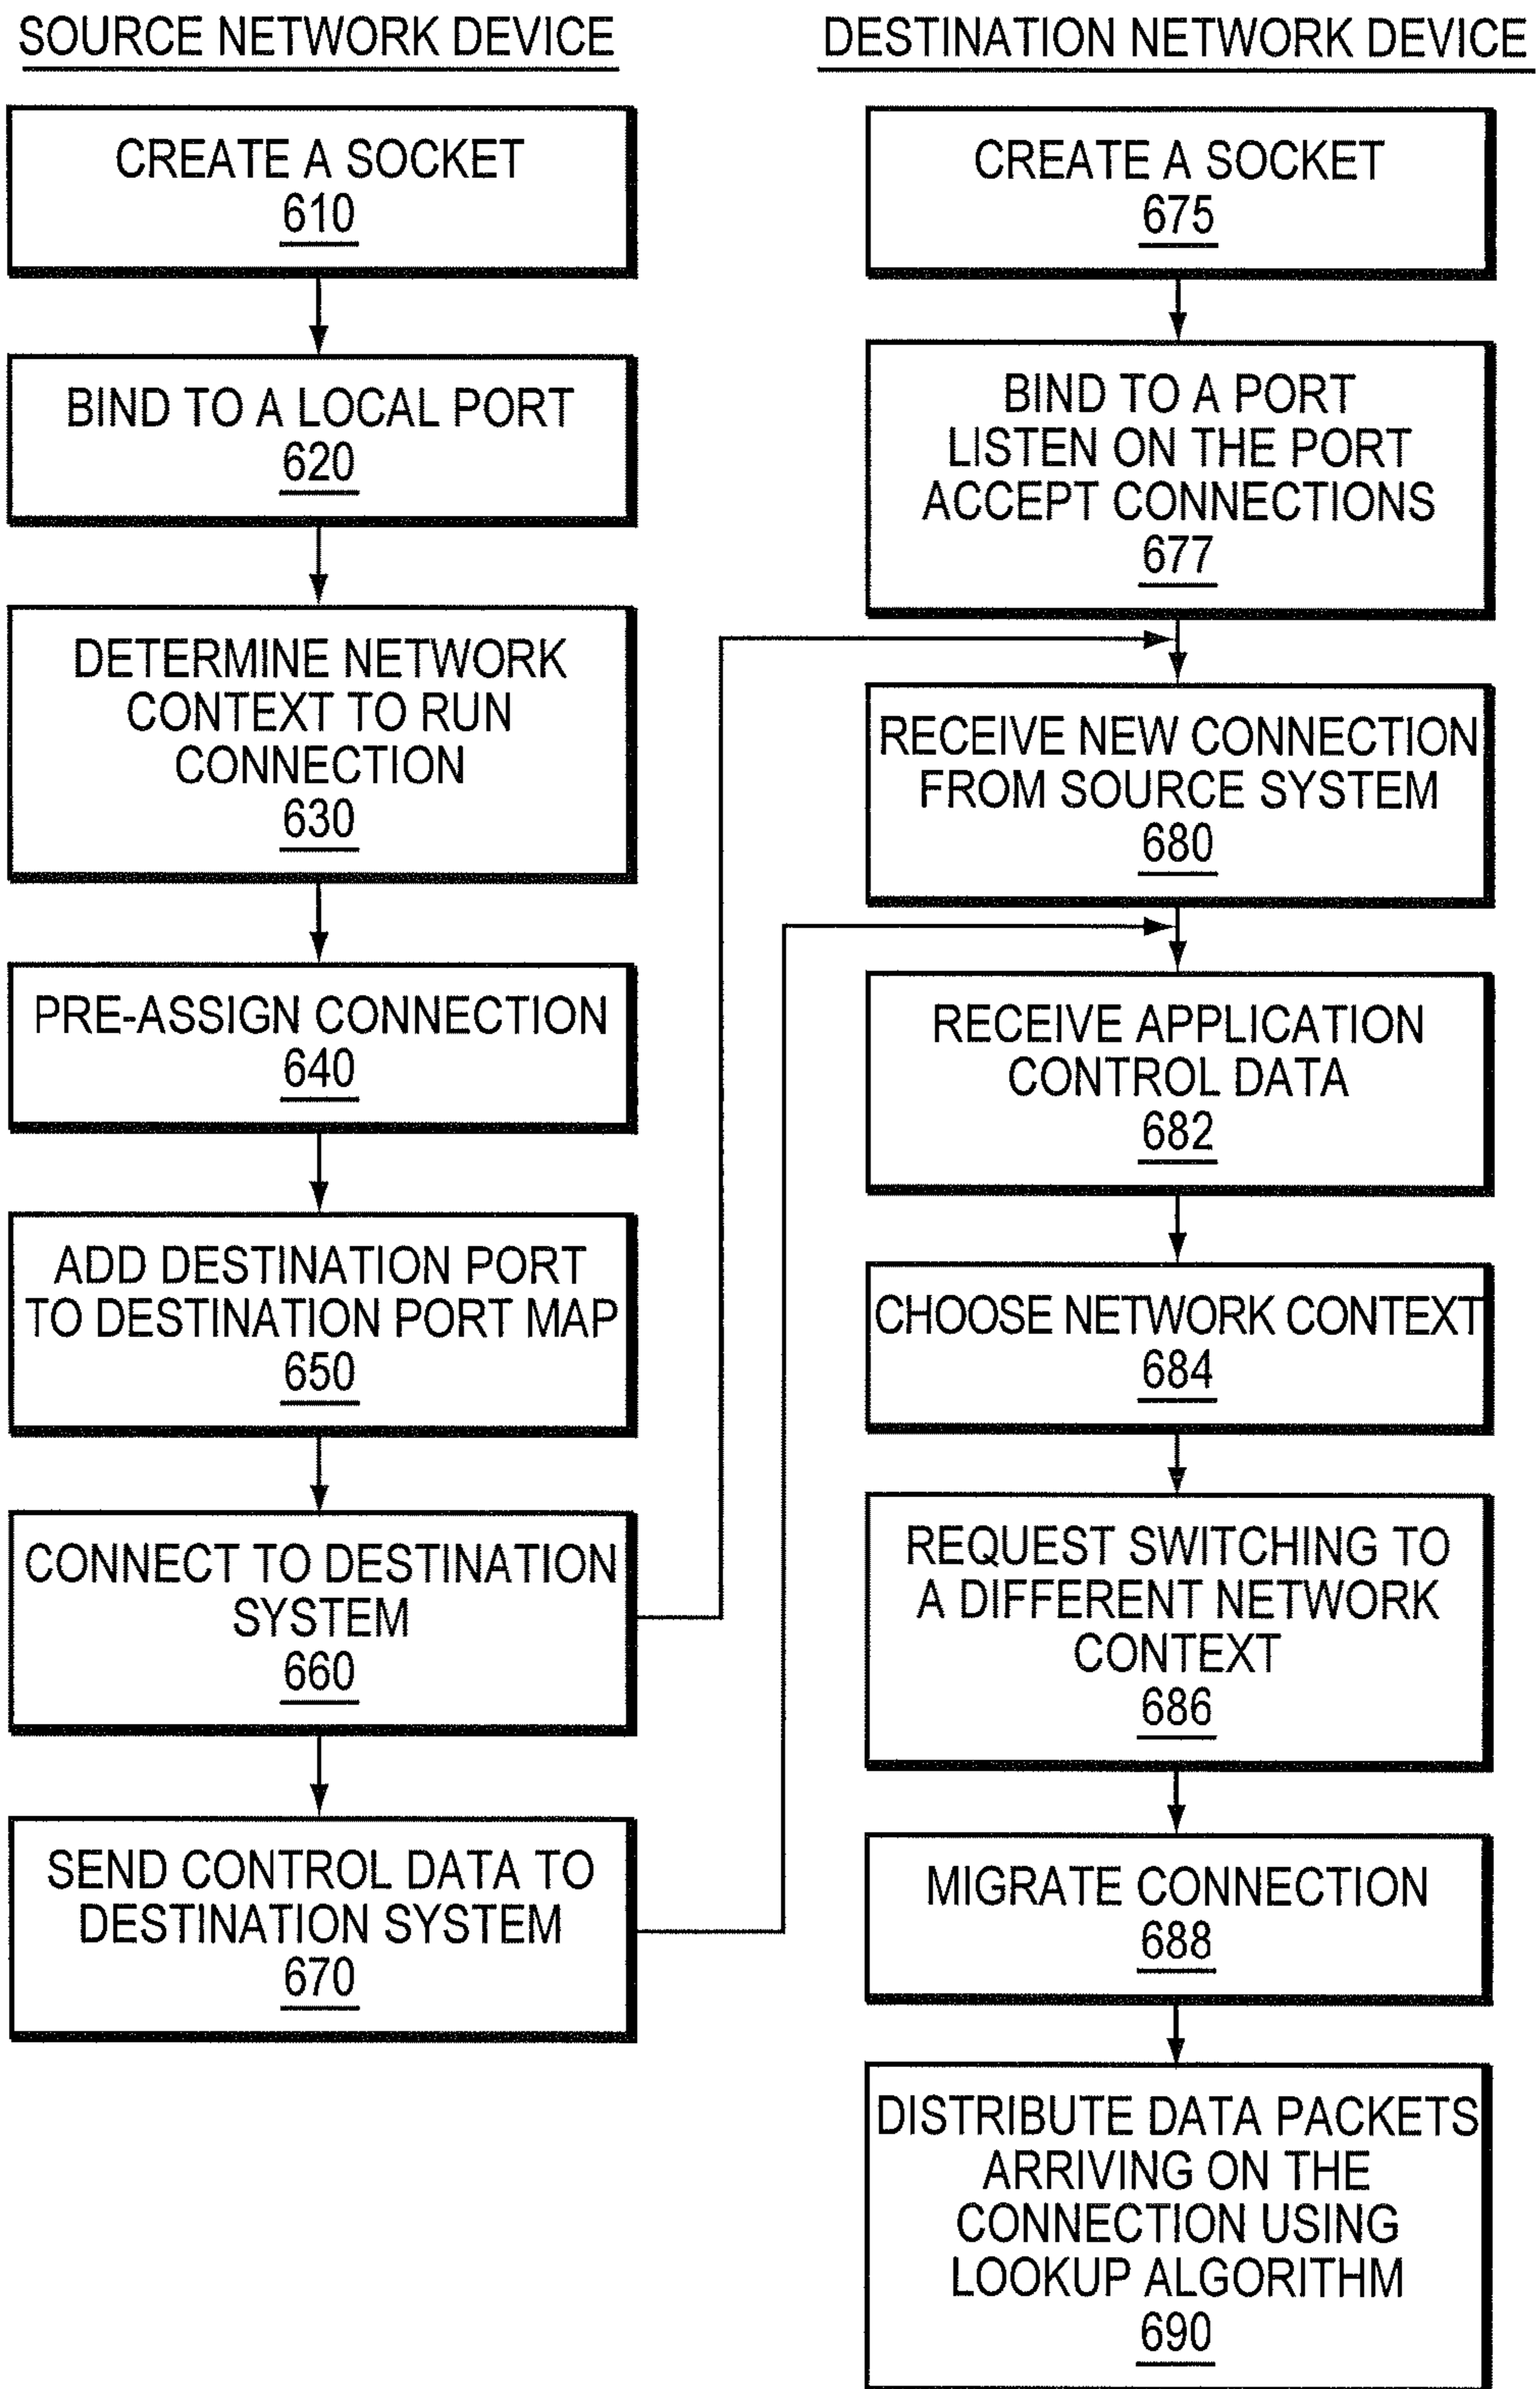 SOURCE NETWORK DEVICE
CREATE A SOCKET
610
BIND TO A LOCAL PORT
620
DETERMINE NETWORK
CONTEXT TO RUN
CONNECTION
630
PRE-ASSIGN CONNECTION
640
ADD DESTINATION PORT
TO DESTINATION PORT MAP
650
CONNECT TO DESTINATION
SYSTEM
660
SEND CONTROL DATA TO
DESTINATION SYSTEM
670
DESTINATION NETWORK DEVICE
CREATE A SOCKET
675
BIND TO A PORT
LISTEN ON THE PORT
ACCEPT CONNECTIONS
677
RECEIVE NEW CONNECTION
FROM SOURCE SYSTEM
680
RECEIVE APPLICATION
CONTROL DATA
682
CHOOSE NETWORK CONTEXT
684
REQUEST SWITCHING TO
A DIFFERENT NETWORK
CONTEXT
686
MIGRATE CONNECTION
688
DISTRIBUTE DATA PACKETS
ARRIVING ON THE
CONNECTION USING
LOOKUP ALGORITHM
690